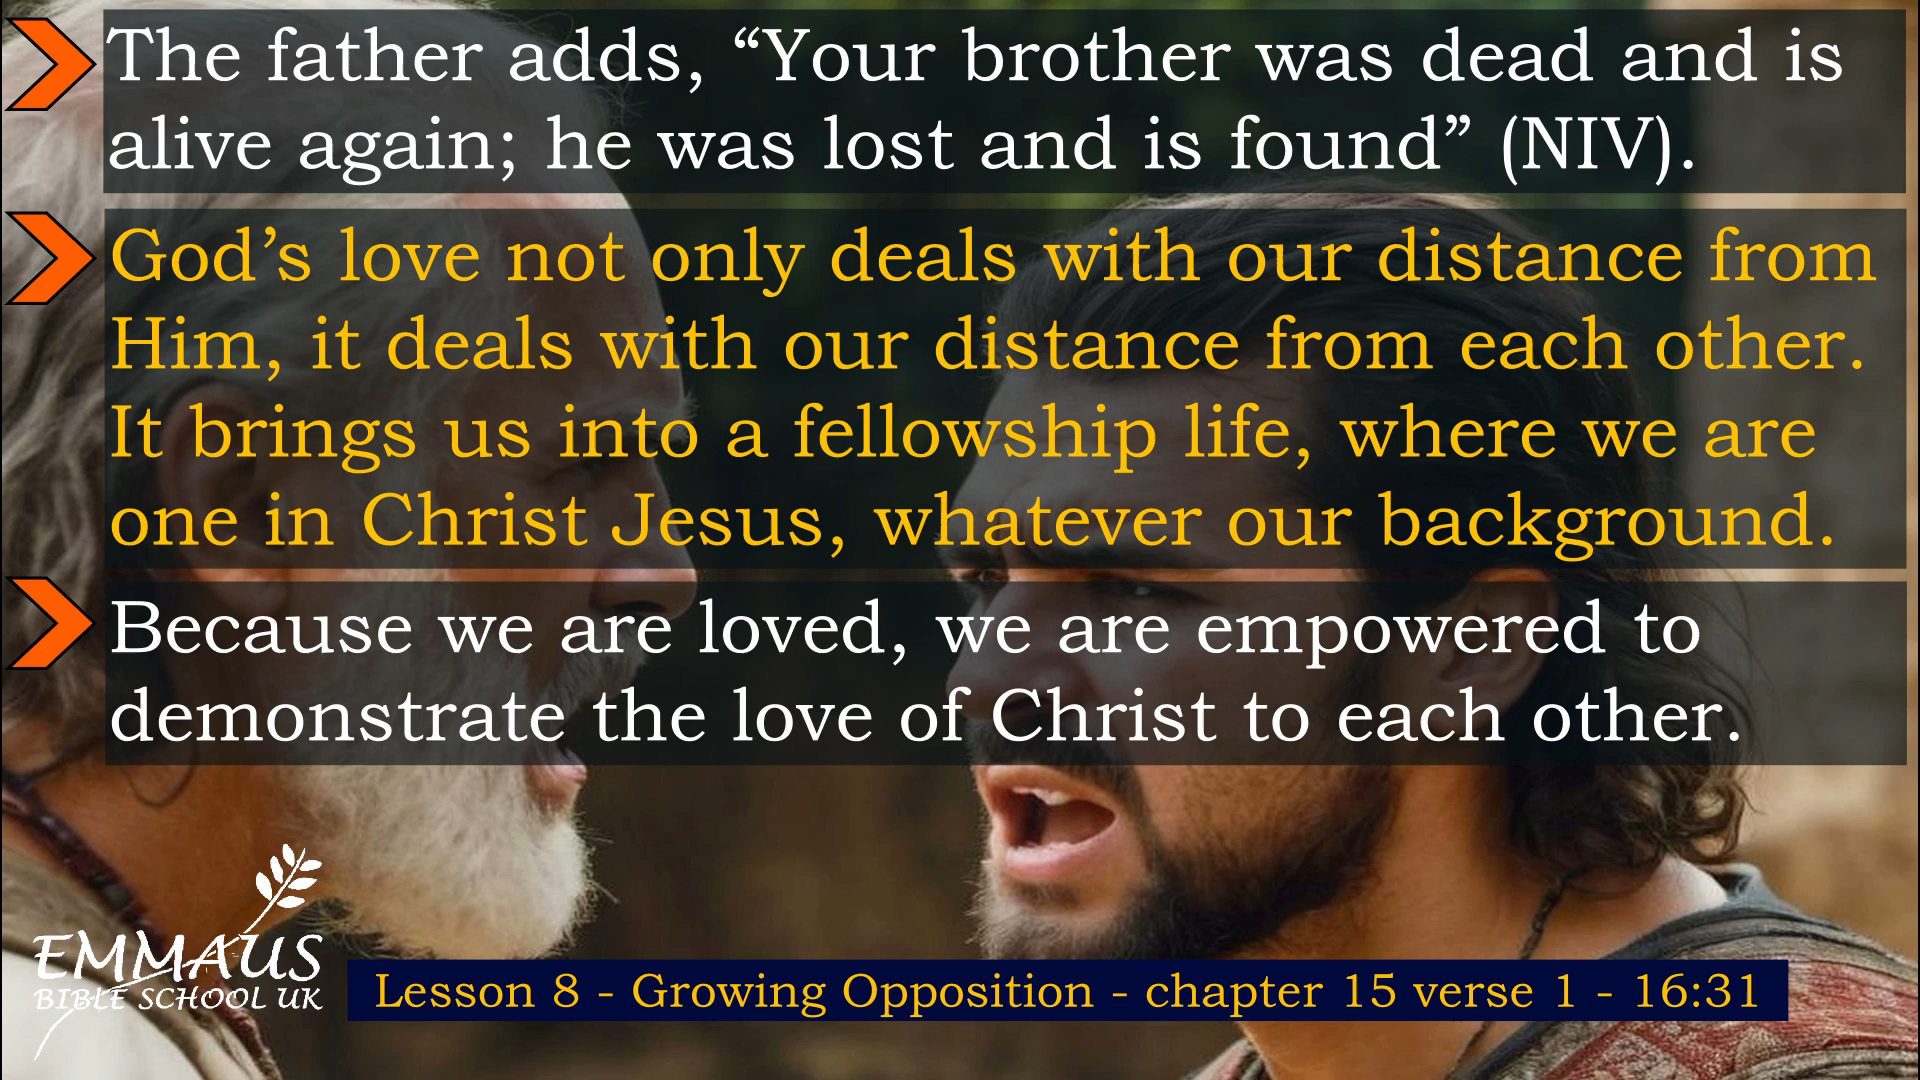 The father adds, “Your brother was dead and is
alive again; he was lost and is found” (NIV).
God’s love not only deals with our distance from
Him, it deals with our distance from each other.
It brings us into a fellowship life, where we are
one in Christ Jesus, whatever our background.
Because we are loved, we are empowered to
demonstrate the love of Christ to each other.
EMMAUS
BIBLE SCHOOL UK
Lesson 8 - Growing Opposition - chapter 15 verse 1 - 16:31